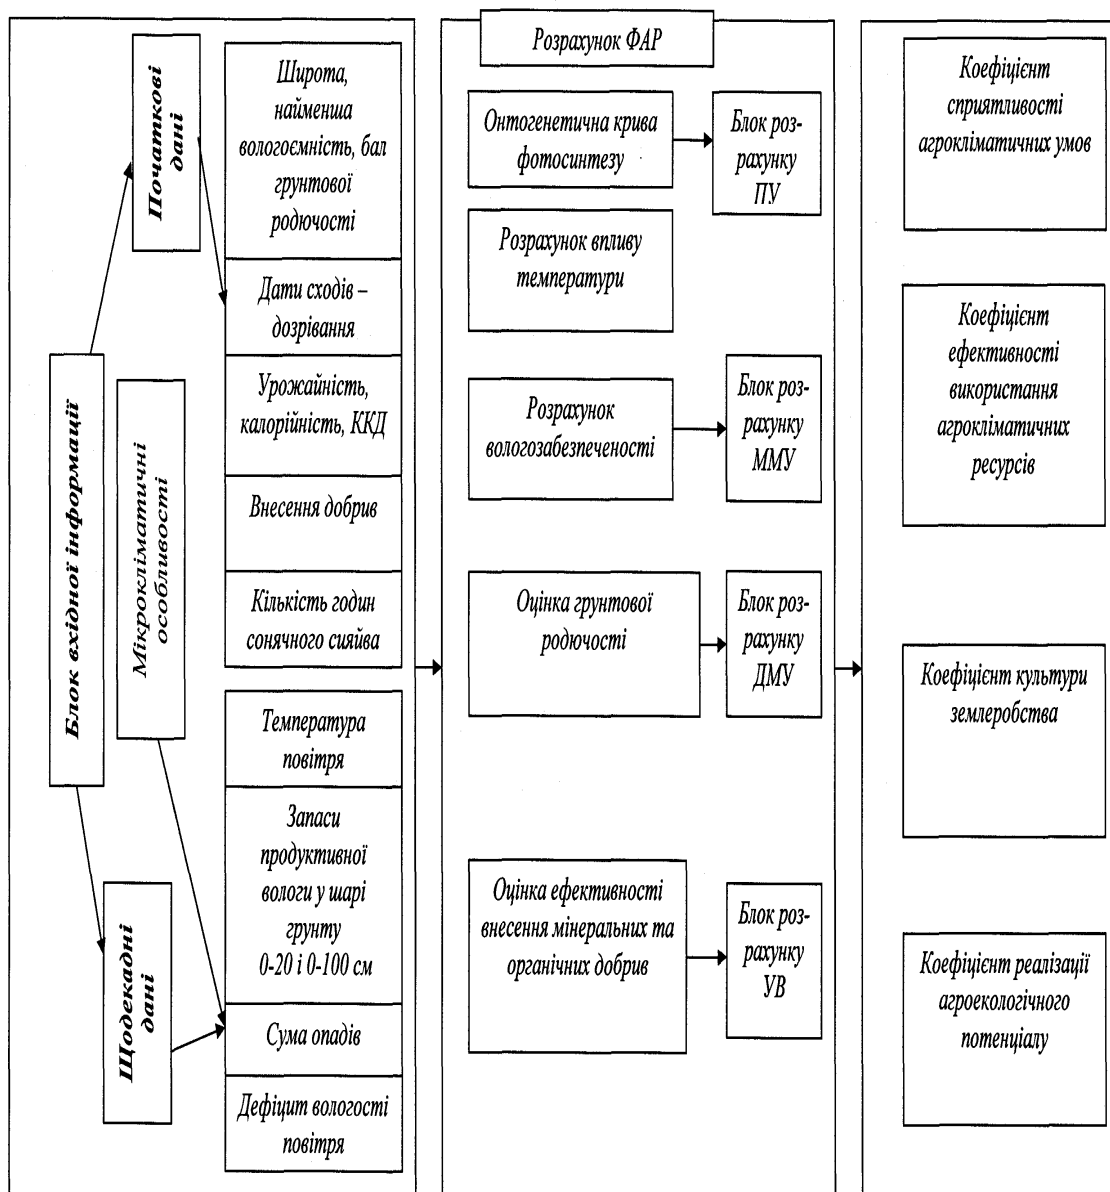 Блок вхідної інформації
Початкові
дані
Мікрокліматичні
особливості
Щодекадні
дані
Широта,
найменша
вологоємність, бал
грунтової
родючості
Дати сходів –
дозрівання
Урожайність,
калорійність, ККД
Внесення добрив
Кількість годин
сонячного сияйва
Температура
повітря
Запаси
продуктивної
вологи у шарі
грунту
0-20 і 0-100 см
Сума опадів
Дефіцит вологості
повітря
Розрахунок ФАР
Онтогенетична крива
фотосинтезу
Блок роз-
рахунку
ПУ
Розрахунок впливу
температури
Розрахунок
вологозабезпеченості
Блок роз-
рахунку
ММУ
Оцінка грунтової
родючості
Блок роз-
рахунку
ДМУ
Оцінка ефективності
внесення мінеральних та
органічних добрив
Блок роз-
рахунку
УВ
Коефіцієнт
сприятливості
агрокліматичних умов
Коефіцієнт
ефективності
використання
агрокліматичних
ресурсів
Коефіцієнт культури
землеробства
Коефіцієнт реалізації
агроекологічного
потенціалу